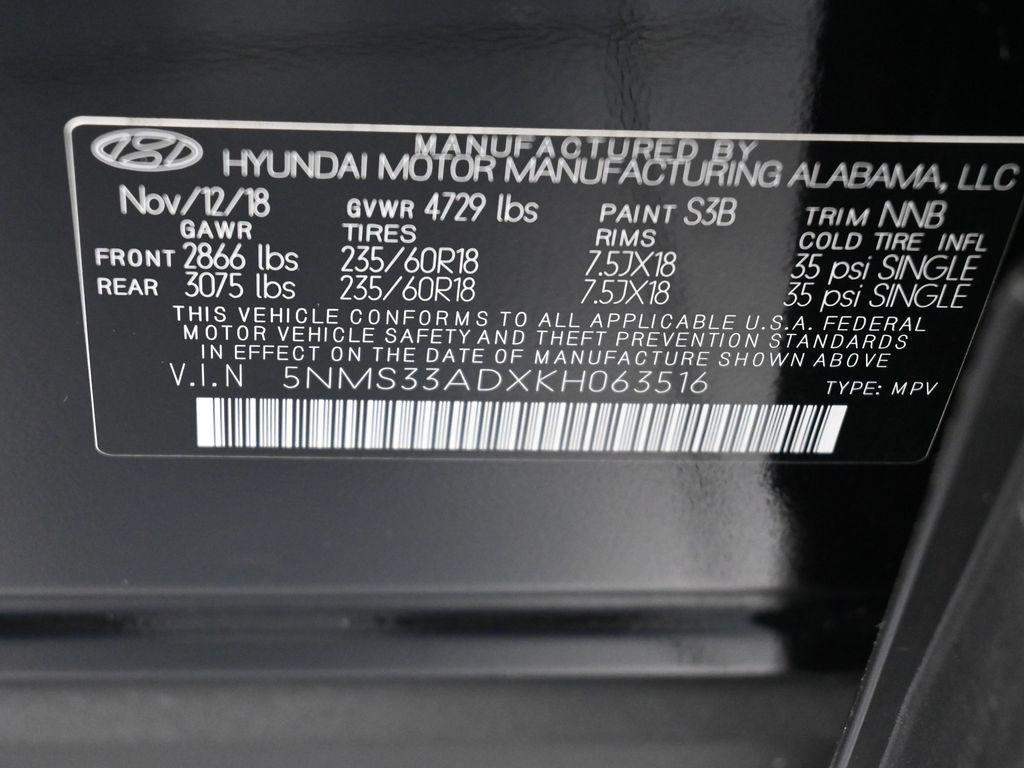 MANUFACTURED BY
HYUNDAI MOTOR MANUFACTURING ALABAMA, LLC
Nov/12/18 GVWR 4729 lbs PAINT S3B TRIM NNB
GAWR TIRES RIMS COLD TIRE INFL
FRONT 2866 lbs 235/60R18 7.5JX18 35 psi SINGLE
REAR 3075 lbs 235/60R18 7.5JX18 35 psi SINGLE
THIS VEHICLE CONFORMS TO ALL APPLICABLE U.S.A. FEDERAL
MOTOR VEHICLE SAFETY AND THEFT PREVENTION STANDARDS
IN EFFECT ON THE DATE OF MANUFACTURE SHOWN ABOVE
V.I.N 5NMS33ADXKH063516 TYPE: MPV